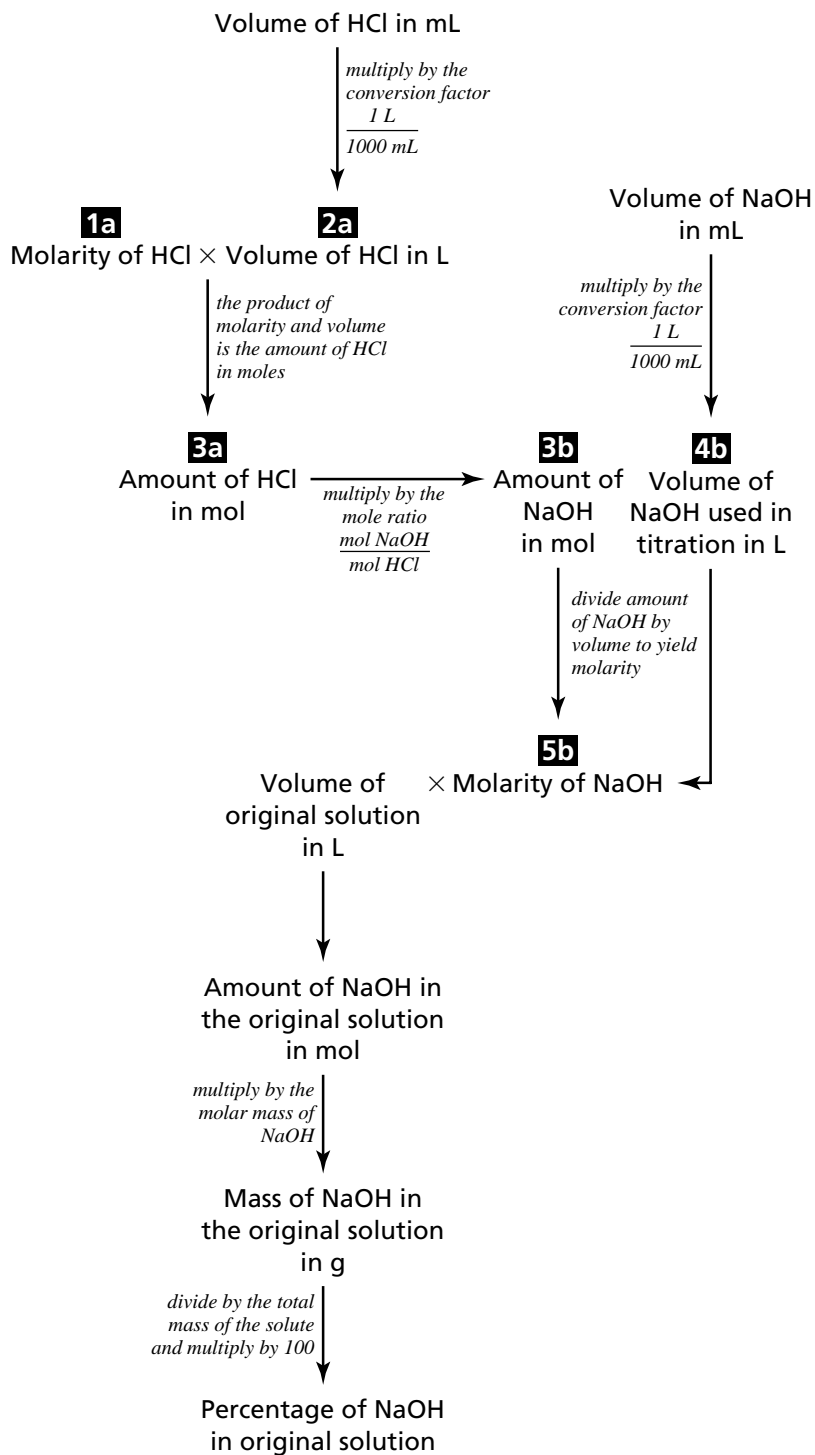 Volume of HCl in mL
multiply by the
conversion factor
1 L
1000 mL
1a
2a
Molarity of HCl × Volume of HCl in L
Volume of NaOH
in mL
the product of
molarity and volume
is the amount of HCl
in moles
multiply by the
conversion factor
1 L
1000 mL
3a
Amount of HCl
in mol
multiply by the
mole ratio
mol NaOH
mol HCl
3b
Amount of
NaOH
in mol
4b
Volume of
NaOH used in
titration in L
divide amount
of NaOH by
volume to yield
molarity
5b
Volume of
original solution
in L
× Molarity of NaOH
Amount of NaOH in
the original solution
in mol
multiply by the
molar mass of
NaOH
Mass of NaOH in
the original solution
in g
divide by the total
mass of the solute
and multiply by 100
Percentage of NaOH
in original solution